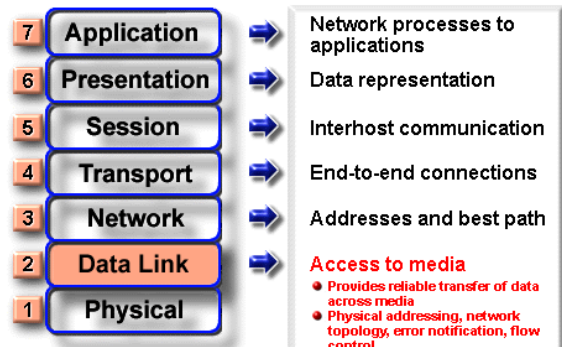 7 Application Network processes to
applications
6 Presentation Data representation
5 Session Interhost communication
4 Transport End-to-end connections
3 Network Addresses and best path
2 Data Link Access to media
Provides reliable transfer of data
across media
1 Physical Physical addressing, network
topology, error notification, flow
control